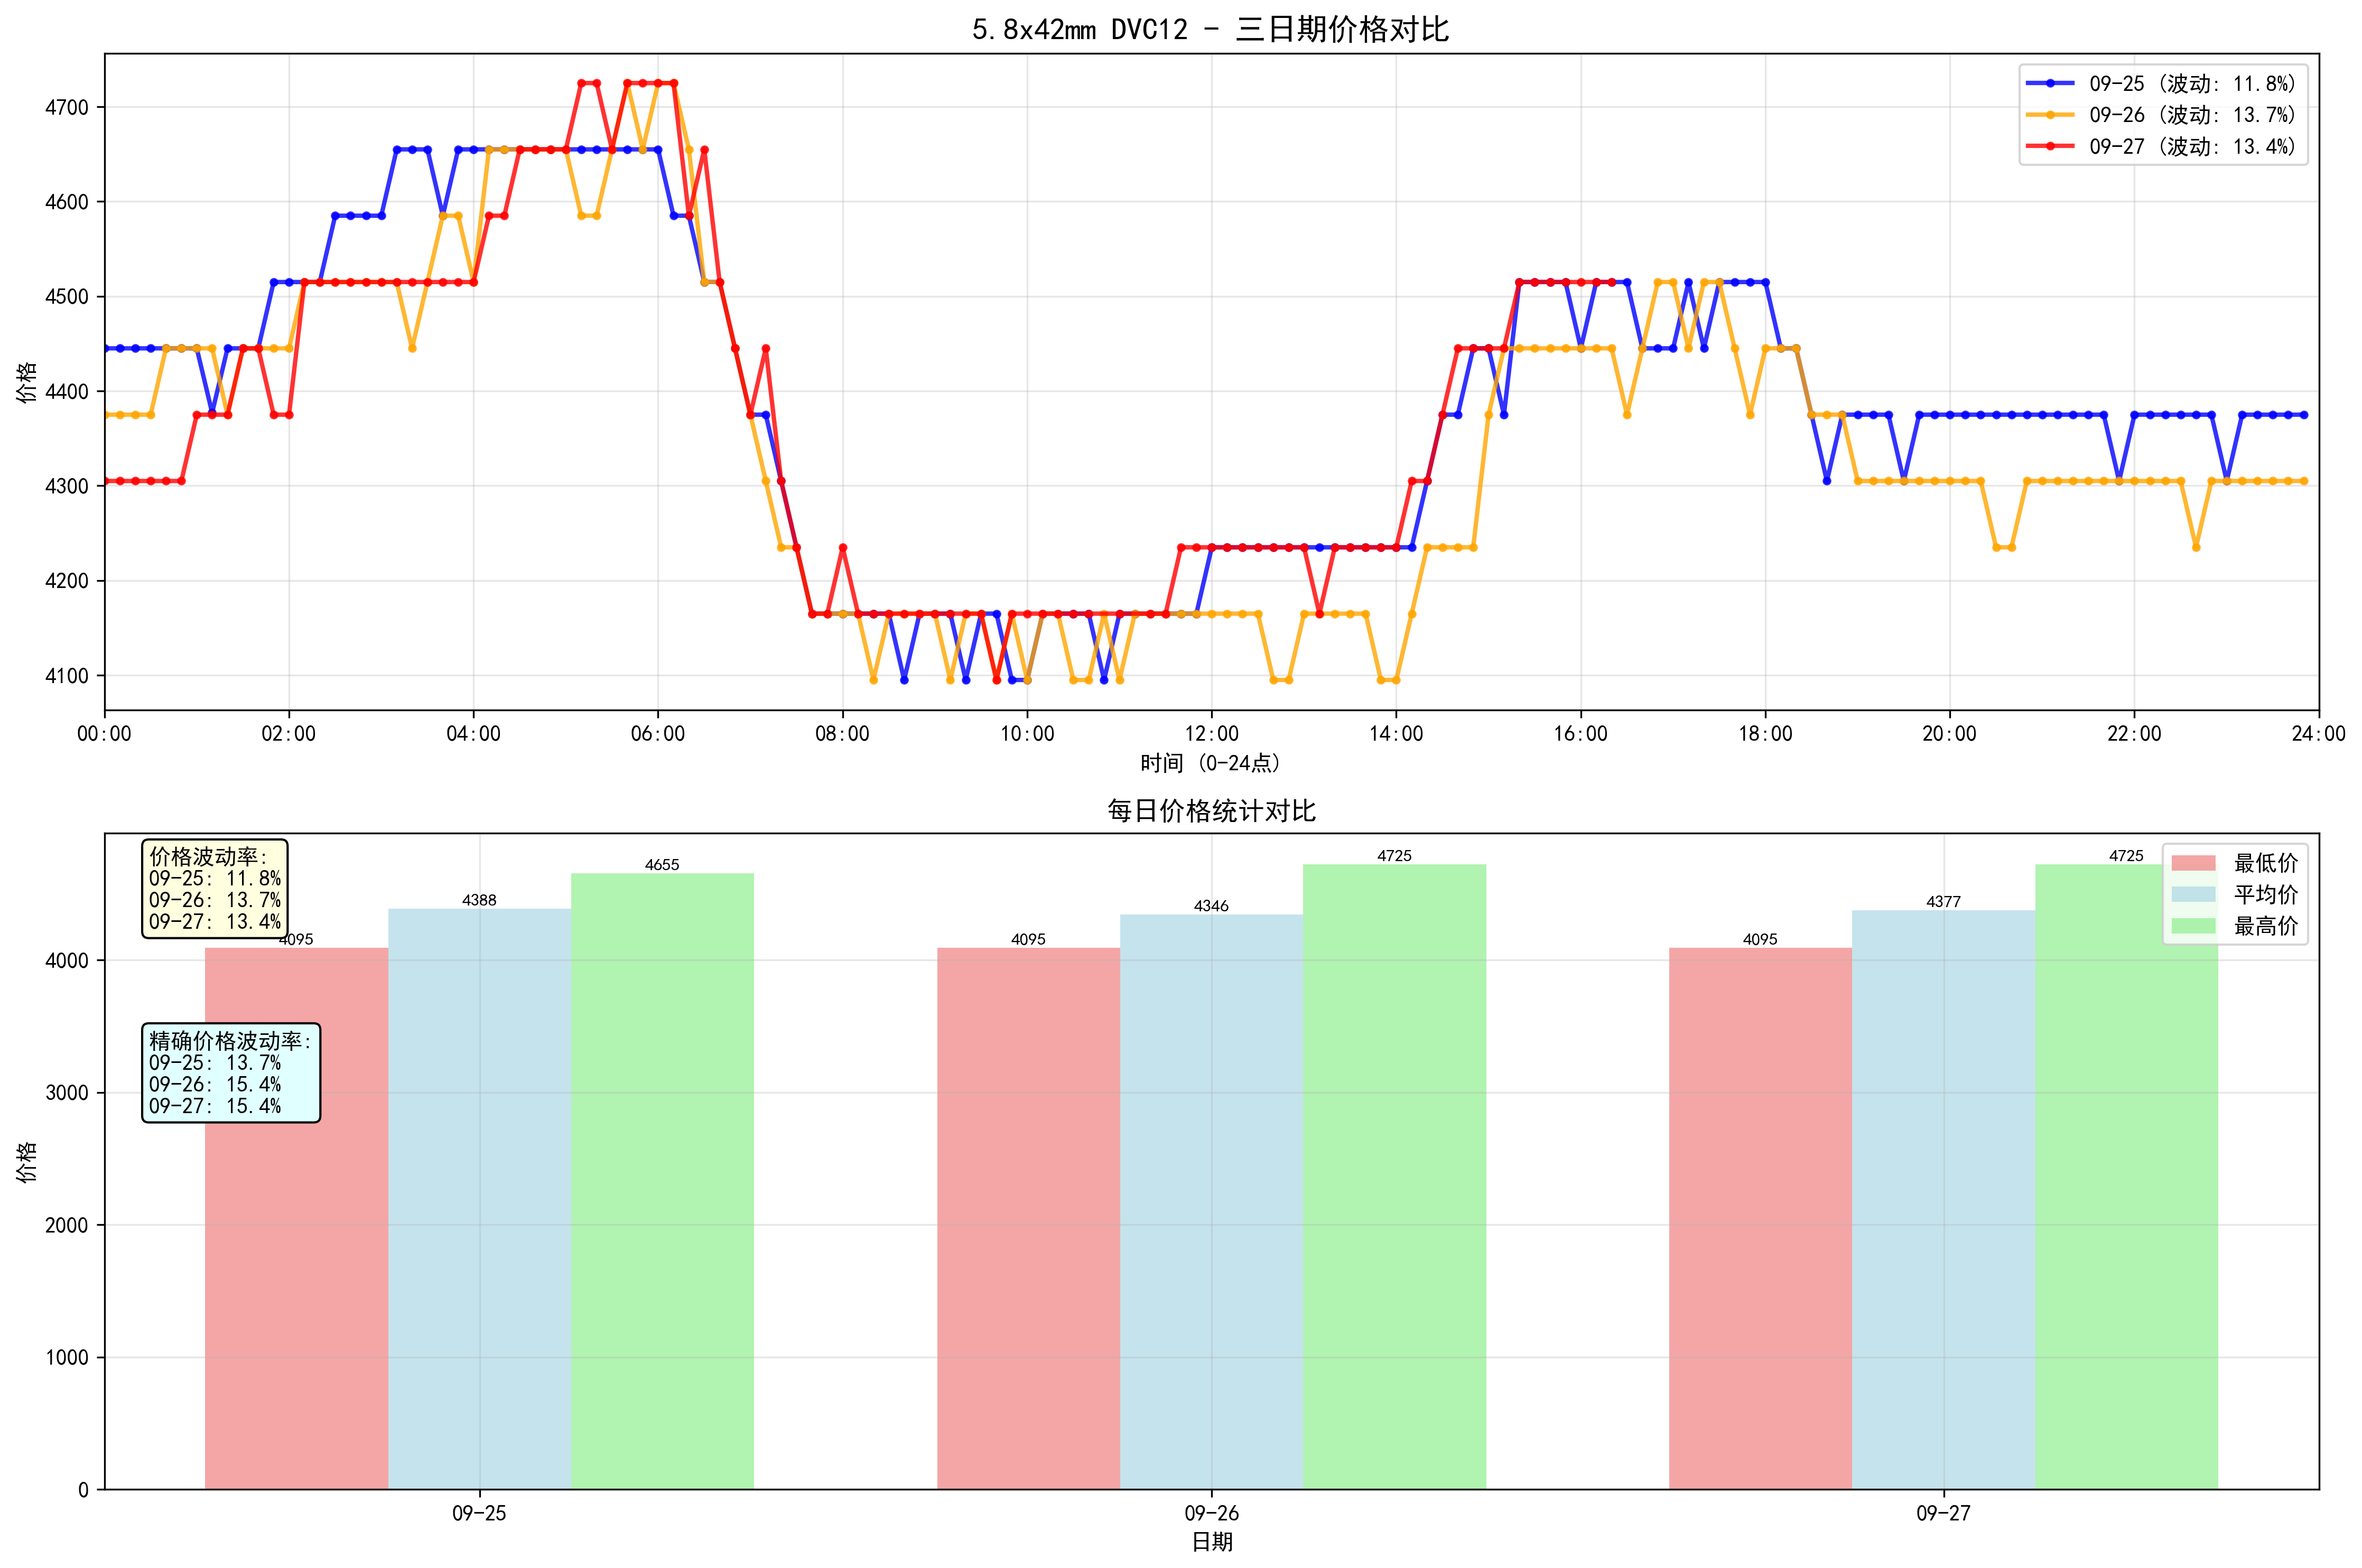 5.8x42mm DVC12 - 三日期价格对比
09-25 (波动: 11.8%)
09-26 (波动: 13.7%)
09-27 (波动: 13.4%)
价格
4700
4600
4500
4400
4300
4200
4100
00:00 02:00 04:00 06:00 08:00 10:00 12:00 14:00 16:00 18:00 20:00 22:00 24:00
时间 (0-24点)
每日价格统计对比
价格波动率:
09-25: 11.8%
09-26: 13.7%
09-27: 13.4%
精确价格波动率:
09-25: 13.7%
09-26: 15.4%
09-27: 15.4%
4095 4388 4655 4095 4346 4725 4095 4377 4725
最低价
平均价
最高价
价格
4000
3000
2000
1000
0
09-25 09-26 09-27
日期